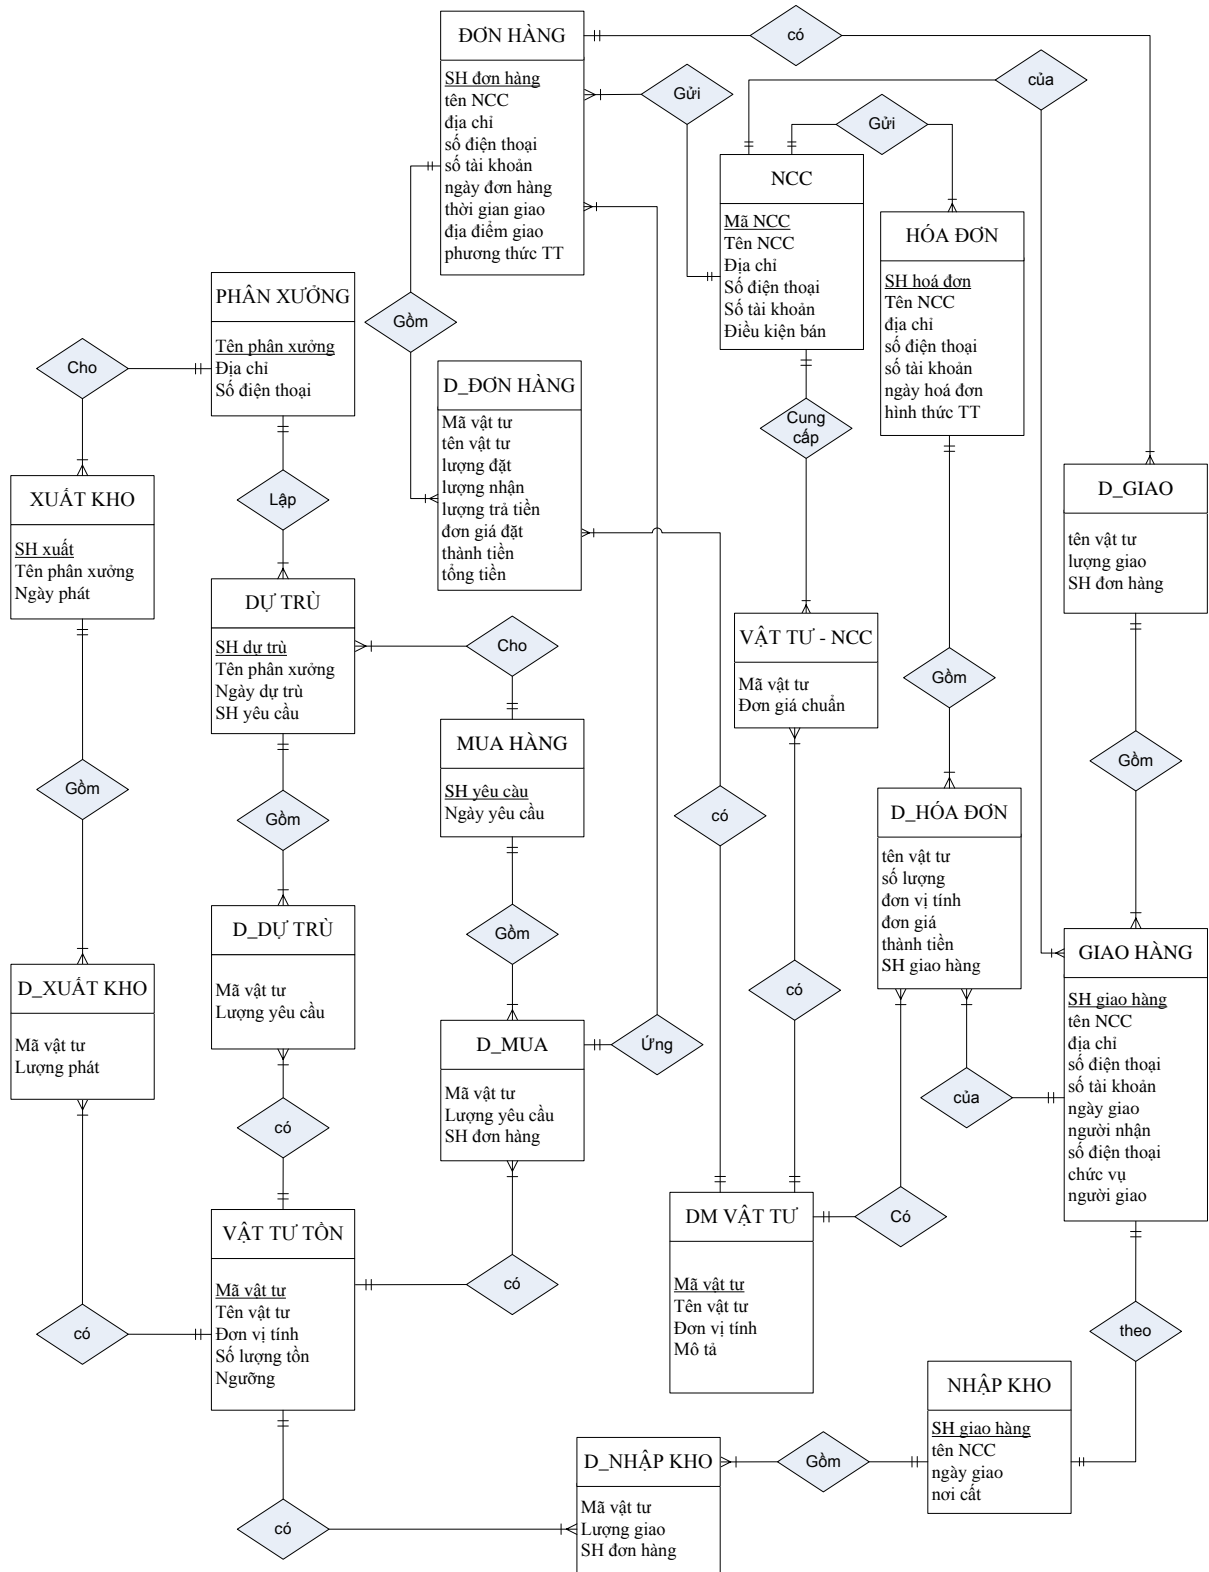 ĐƠN HÀNG
SH đơn hàng
tên NCC
địa chỉ
số điện thoại
số tài khoản
ngày đơn hàng
thời gian giao
địa điểm giao
phương thức TT
có
của
Gửi
Gửi
NCC
Mã NCC
Tên NCC
Địa chỉ
Số điện thoại
Số tài khoản
Điều kiện bán
HÓA ĐƠN
SH hoá đơn
Tên NCC
địa chỉ
số điện thoại
số tài khoản
ngày hoá đơn
hình thức TT
PHÂN XƯỞNG
Tên phân xưởng
Địa chỉ
Số điện thoại
Cho
Gồm
D_ĐƠN HÀNG
Mã vật tư
tên vật tư
lượng đặt
lượng nhận
lượng trả tiền
đơn giá đặt
thành tiền
tổng tiền
Cung
cấp
XUẤT KHO
SH xuất
Tên phân xưởng
Ngày phát
Lập
D_GIAO
tên vật tư
lượng giao
SH đơn hàng
DỰ TRÙ
SH dự trù
Tên phân xưởng
Ngày dự trù
SH yêu cầu
Cho
VẬT TƯ - NCC
Mã vật tư
Đơn giá chuẩn
Gồm
MUA HÀNG
SH yêu càu
Ngày yêu cầu
Gồm
Gồm
Gồm
có
D_HÓA ĐƠN
tên vật tư
số lượng
đơn vị tính
đơn giá
thành tiền
SH giao hàng
D_DỰ TRÙ
Mã vật tư
Lượng yêu cầu
Gồm
GIAO HÀNG
SH giao hàng
tên NCC
địa chỉ
số điện thoại
số tài khoản
ngày giao
người nhận
số điện thoại
chức vụ
người giao
D_XUẤT KHO
Mã vật tư
Lượng phát
có
D_MUA
Mã vật tư
Lượng yêu cầu
SH đơn hàng
Ứng
của
có
VẬT TƯ TỒN
Mã vật tư
Tên vật tư
Đơn vị tính
Số lượng tồn
Ngưỡng
DM VẬT TƯ
Mã vật tư
Tên vật tư
Đơn vị tính
Mô tả
Có
có
có
theo
NHẬP KHO
SH giao hàng
tên NCC
ngày giao
nơi cất
D_NHẬP KHO
Mã vật tư
Lượng giao
SH đơn hàng
Gồm
có